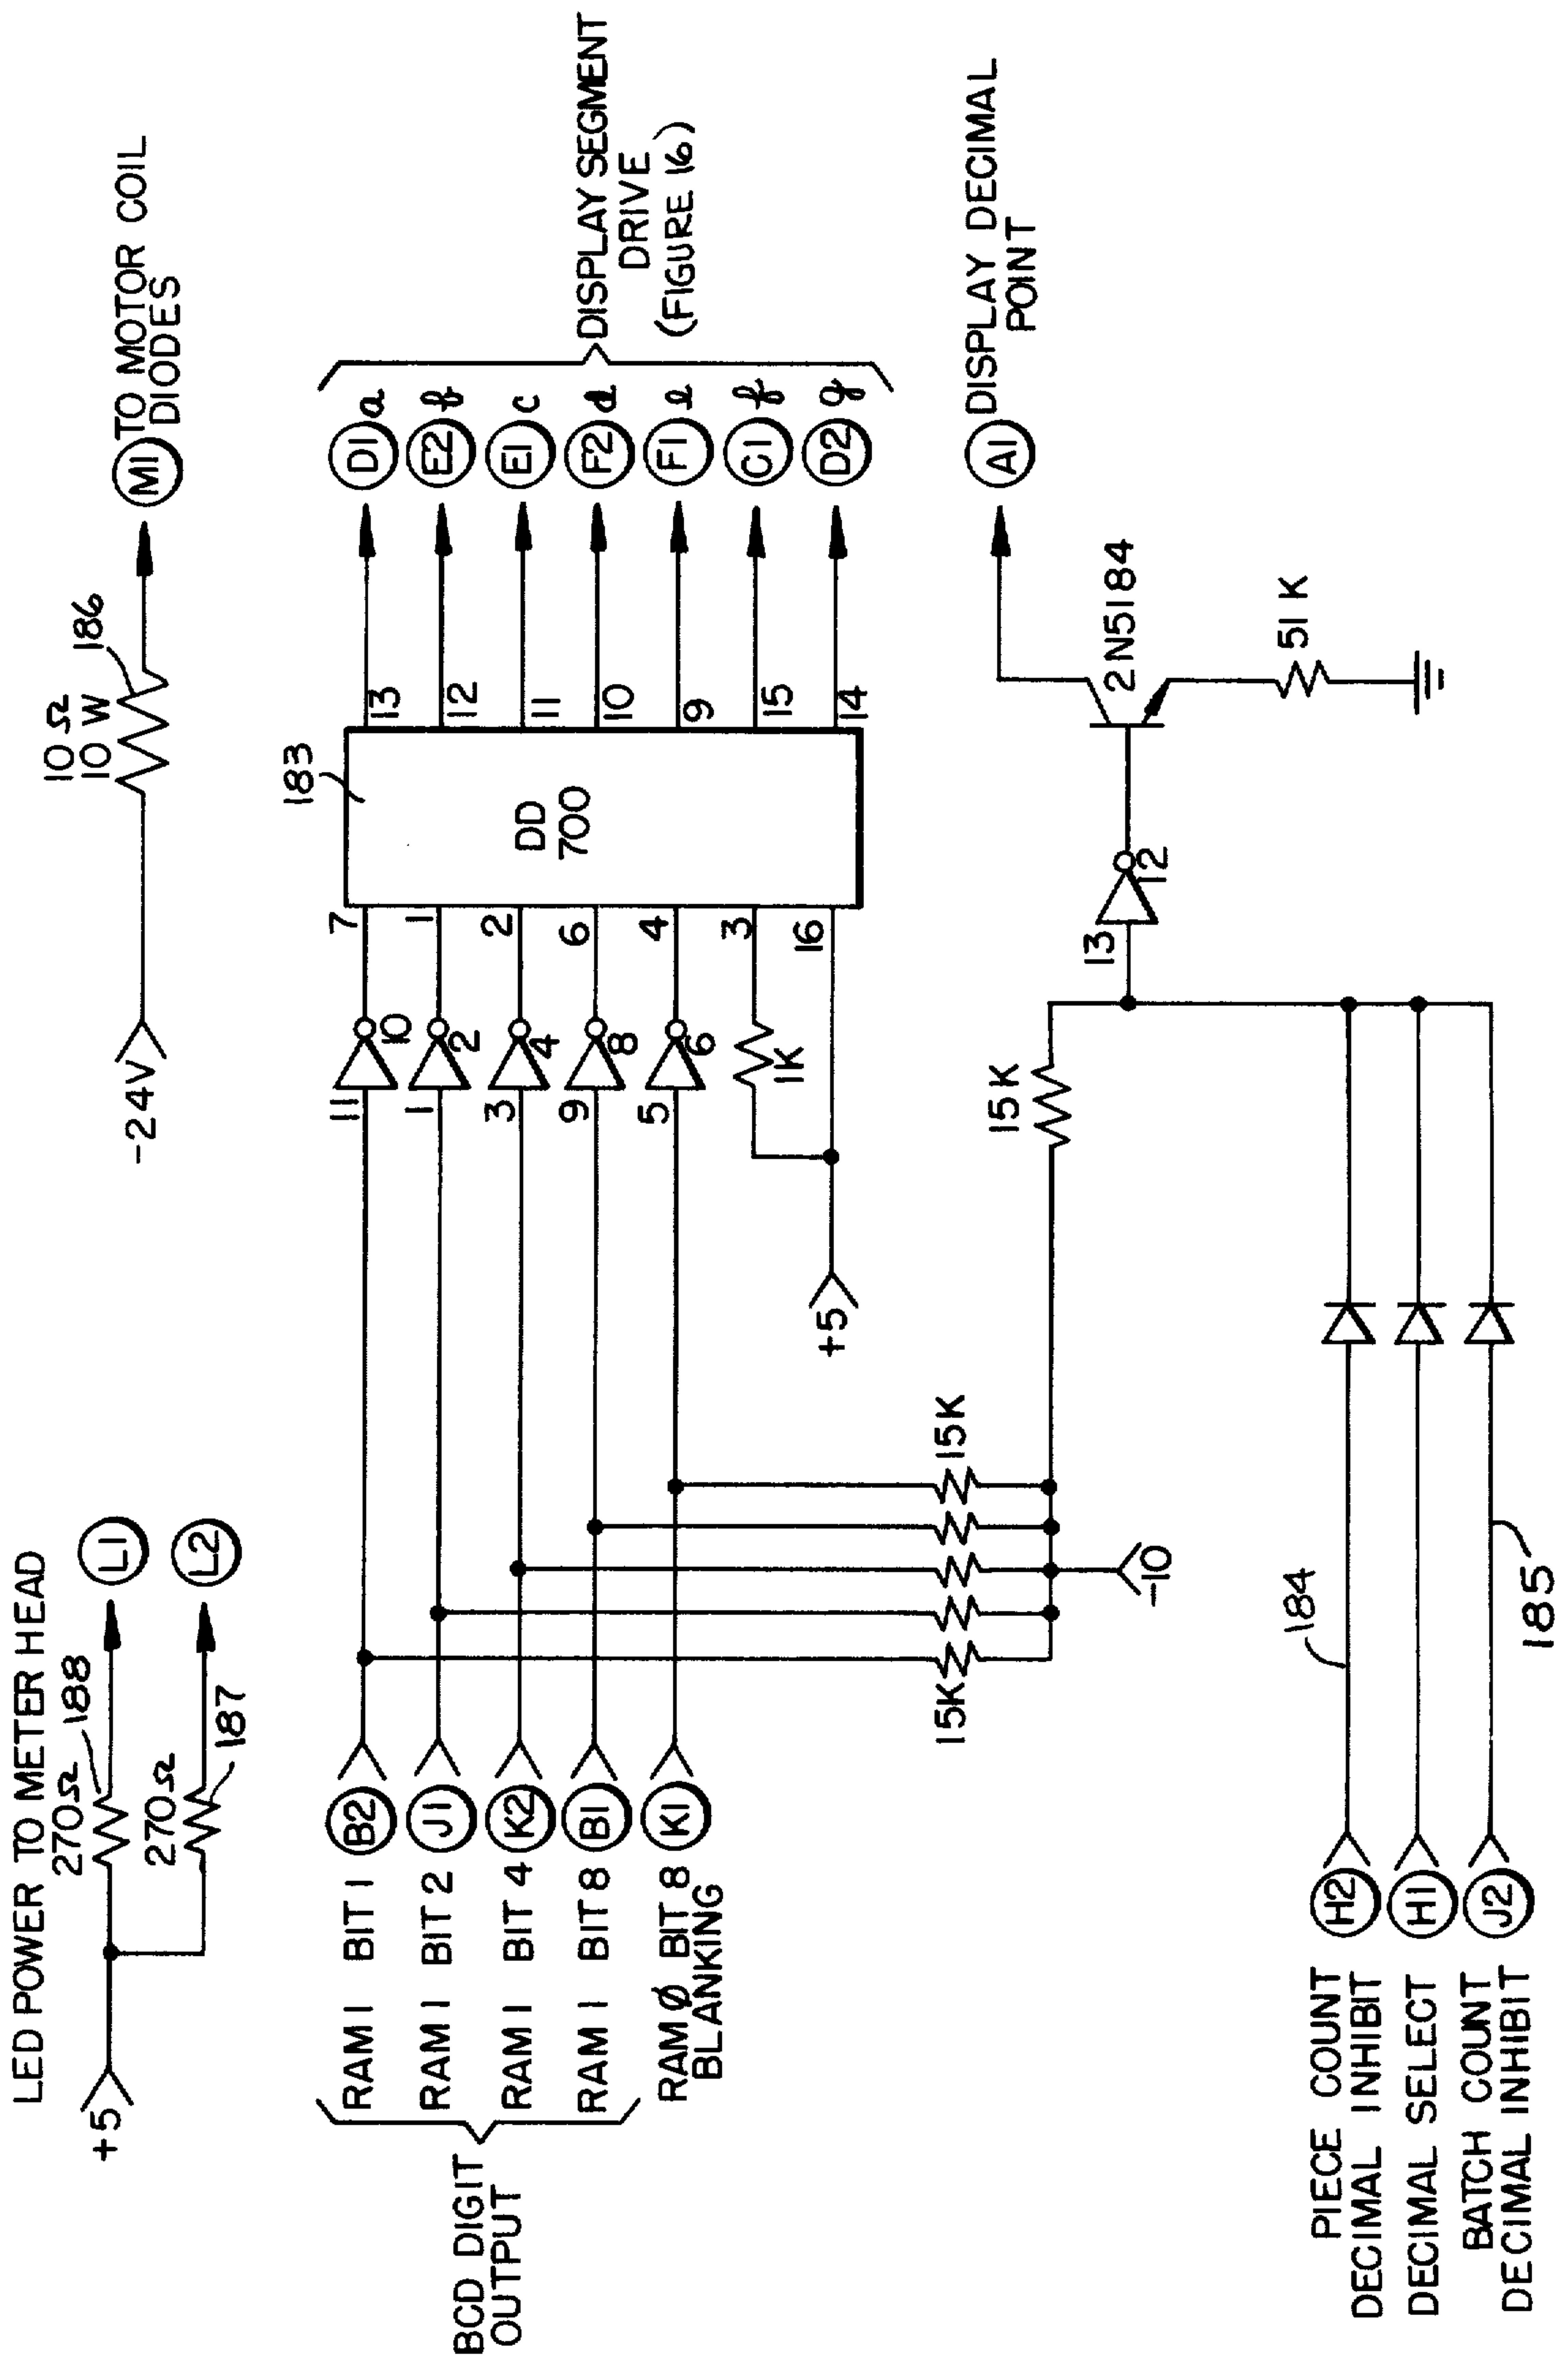 LED POWER TO METER HEAD
+5
270Ω
188
L1
270Ω
187
L2
-24V
10Ω
10 W
186
M1
TO MOTOR COIL
DIODES
BCD DIGIT
OUTPUT
RAM 1 BIT 1
B2
RAM 1 BIT 2
J1
RAM 1 BIT 4
K2
RAM 1 BIT 8
B1
RAM Ø BIT 8
BLANKING
K1
11
10
1
2
3
4
9
8
5
6
1K
+5
7
1
2
6
4
3
16
183
DD
700
13
12
11
10
9
15
14
D1 a
E2 b
E1 c
F2 d
F1 e
C1 f
D2 g
DISPLAY SEGMENT
DRIVE
(FIGURE 16)
15K
15K
-10
15K
13
12
2N5184
51K
A1
DISPLAY DECIMAL
POINT
PIECE COUNT
DECIMAL INHIBIT
H2
184
DECIMAL SELECT
H1
BATCH COUNT
DECIMAL INHIBIT
J2
185